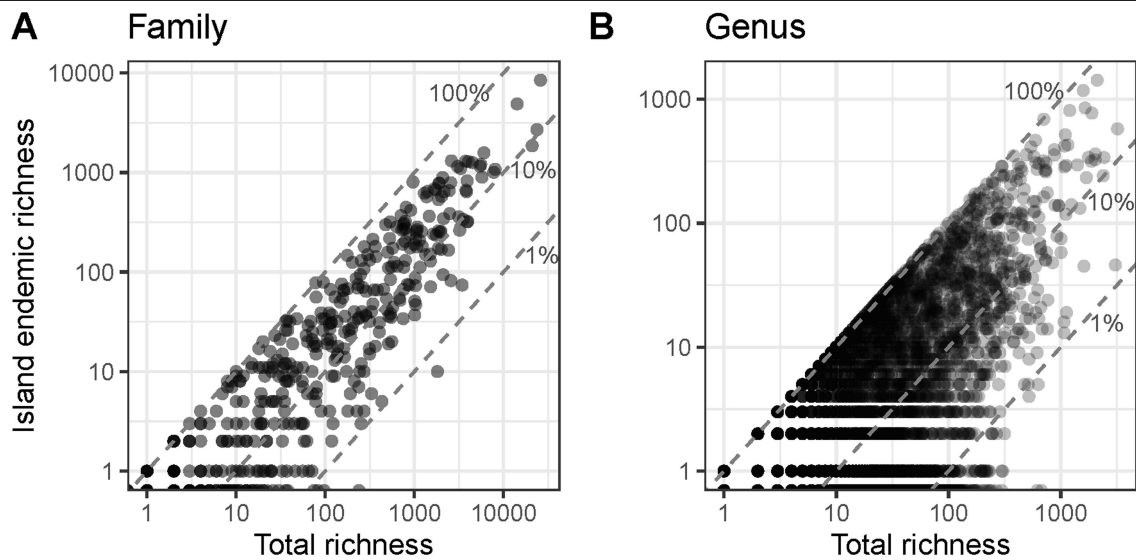 A Family
B Genus
Island endemic richness
10000
1000
100
10
1
100%
10%
1%
1 10 100 1000 10000
Total richness
1000
100
10
1
100%
10%
1%
1 10 100 1000
Total richness